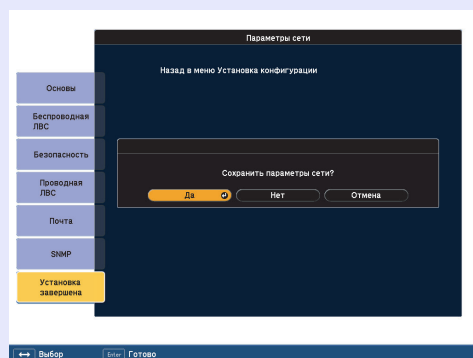 Параметры сети
Назад в меню Установка конфигурации
Основы
Беспроводная
ЛВС
Безопасность
Проводная
ЛВС
Почта
SNMP
Установка
завершена
Сохранить параметры сети?
Да Нет Отмена
Выбор Enter Готово